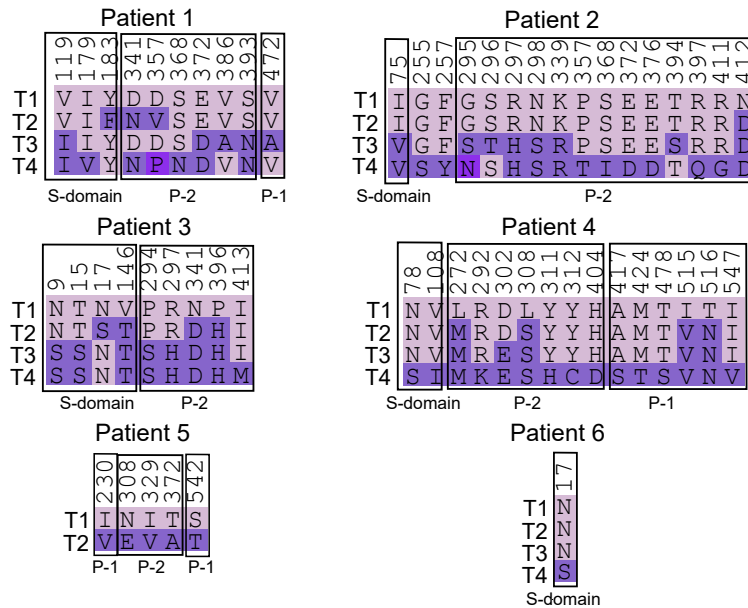 Patient 1
119 179 183 341 357 368 372 386 393 472
T1 V I Y D D S E V S V
T2 V I F N V S E V S V
T3 I I Y D D S D A N A
T4 I V Y N P N D V N V
S-domain P-2 P-1
Patient 2
75 255 257 295 296 297 298 339 357 368 372 376 394 397 411 412
T1 I G F G S R N K P S E E T R R N
T2 I G F G S R N K P S E E T R R D
T3 V G F S T H S R P S E E S R R D
T4 V S Y N S H S R T I D D T Q G D
S-domain P-2
Patient 3
9 15 17 146 294 297 341 396 413
T1 N T N V P R N P I
T2 N T S T P R D H I
T3 S S N T S H D H I
T4 S S N T S H D H M
S-domain P-2
Patient 4
78 108 272 292 302 308 311 312 404 417 424 478 515 516 547
T1 N V L R D L Y Y H A M T I T I
T2 N V M R D S Y Y H A M T V N I
T3 N V M R E S Y Y H A M T V N I
T4 S I M K E S H C D S T S V N V
S-domain P-2 P-1
Patient 5
230 308 329 372 542
T1 I N I T S
T2 V E V A T
P-1 P-2 P-1
Patient 6
17
T1 N
T2 N
T3 N
T4 S
S-domain